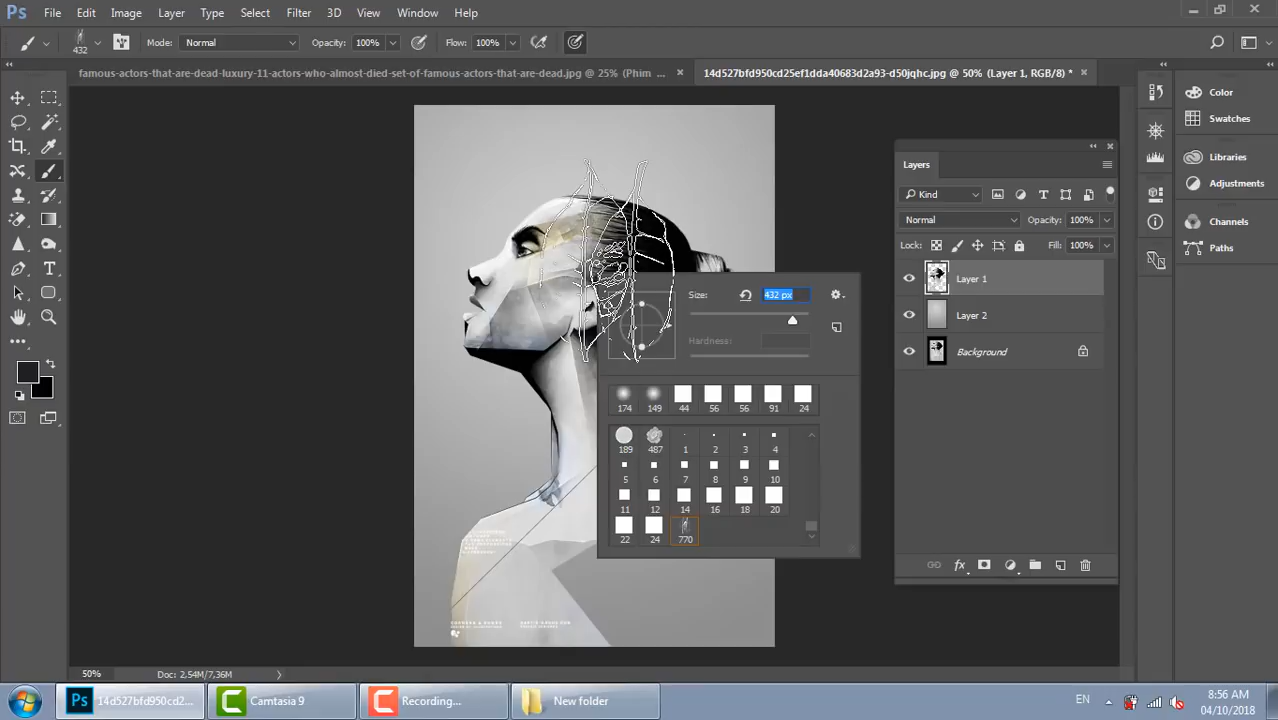 Ps File Edit Image Layer Type Select Filter 3D View Window Help
432 Mode: Normal Opacity: 100% Flow: 100%
famous-actors-that-are-dead-luxury-11-actors-who-almost-died-set-of-famous-actors-that-are-dead.jpg @ 25% (Phim ... × 14d527bfd950cd25ef1dda40683d2a93-d50jqhc.jpg @ 50% (Layer 1, RGB/8) * ×
Color
Swatches
Libraries
Adjustments
Channels
Paths
Layers
Kind
Normal Opacity: 100%
Lock: Fill: 100%
Layer 1
Layer 2
Background
Size: 432 px
Hardness:
174 149 44 56 56 91 24
189 487 1 2 3 4
5 6 7 8 9 10
11 12 14 16 18 20
22 24 770
50% Doc: 2,54M/7,36M
Ps 14d527bfd950cd2... Camtasia 9 Recording... New folder
EN 8:56 AM
04/10/2018